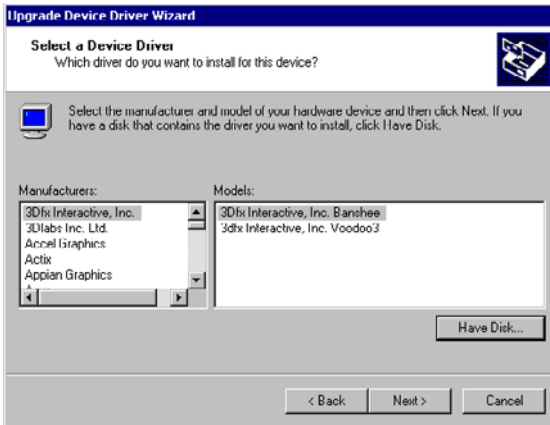 Upgrade Device Driver Wizard
Select a Device Driver
Which driver do you want to install for this device?
Select the manufacturer and model of your hardware device and then click Next. If you
have a disk that contains the driver you want to install, click Have Disk.
Manufacturers:
Models:
3Dfx Interactive, Inc.
3Dlabs Inc. Ltd.
Accel Graphics
Actix
Appian Graphics
3Dfx Interactive, Inc. Banshee
3dfx Interactive, Inc. Voodoo3
Have Disk...
< Back
Next >
Cancel